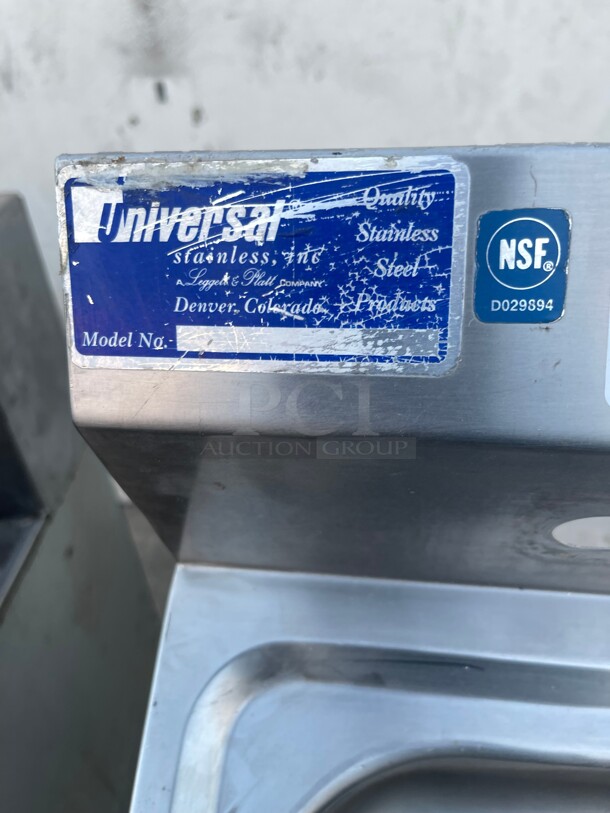 Universal
stainless, inc
A Leggett & Platt COMPANY
Denver, Colorado
Quality
Stainless
Steel
Products
Model No.
NSF®
D029894
PCI
AUCTION GROUP